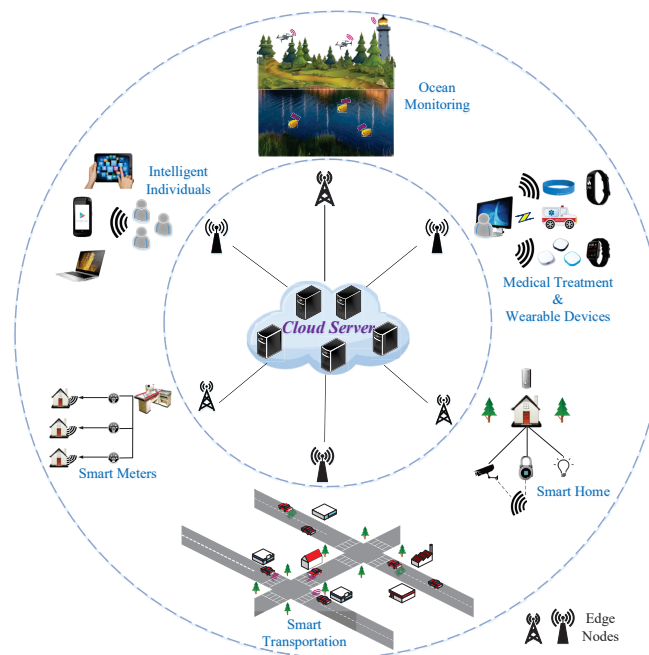 Ocean
Monitoring
Intelligent
Individuals
Medical Treatment
&
Wearable Devices
Cloud Server
Smart Meters
Smart Home
Smart
Transportation
Edge
Nodes